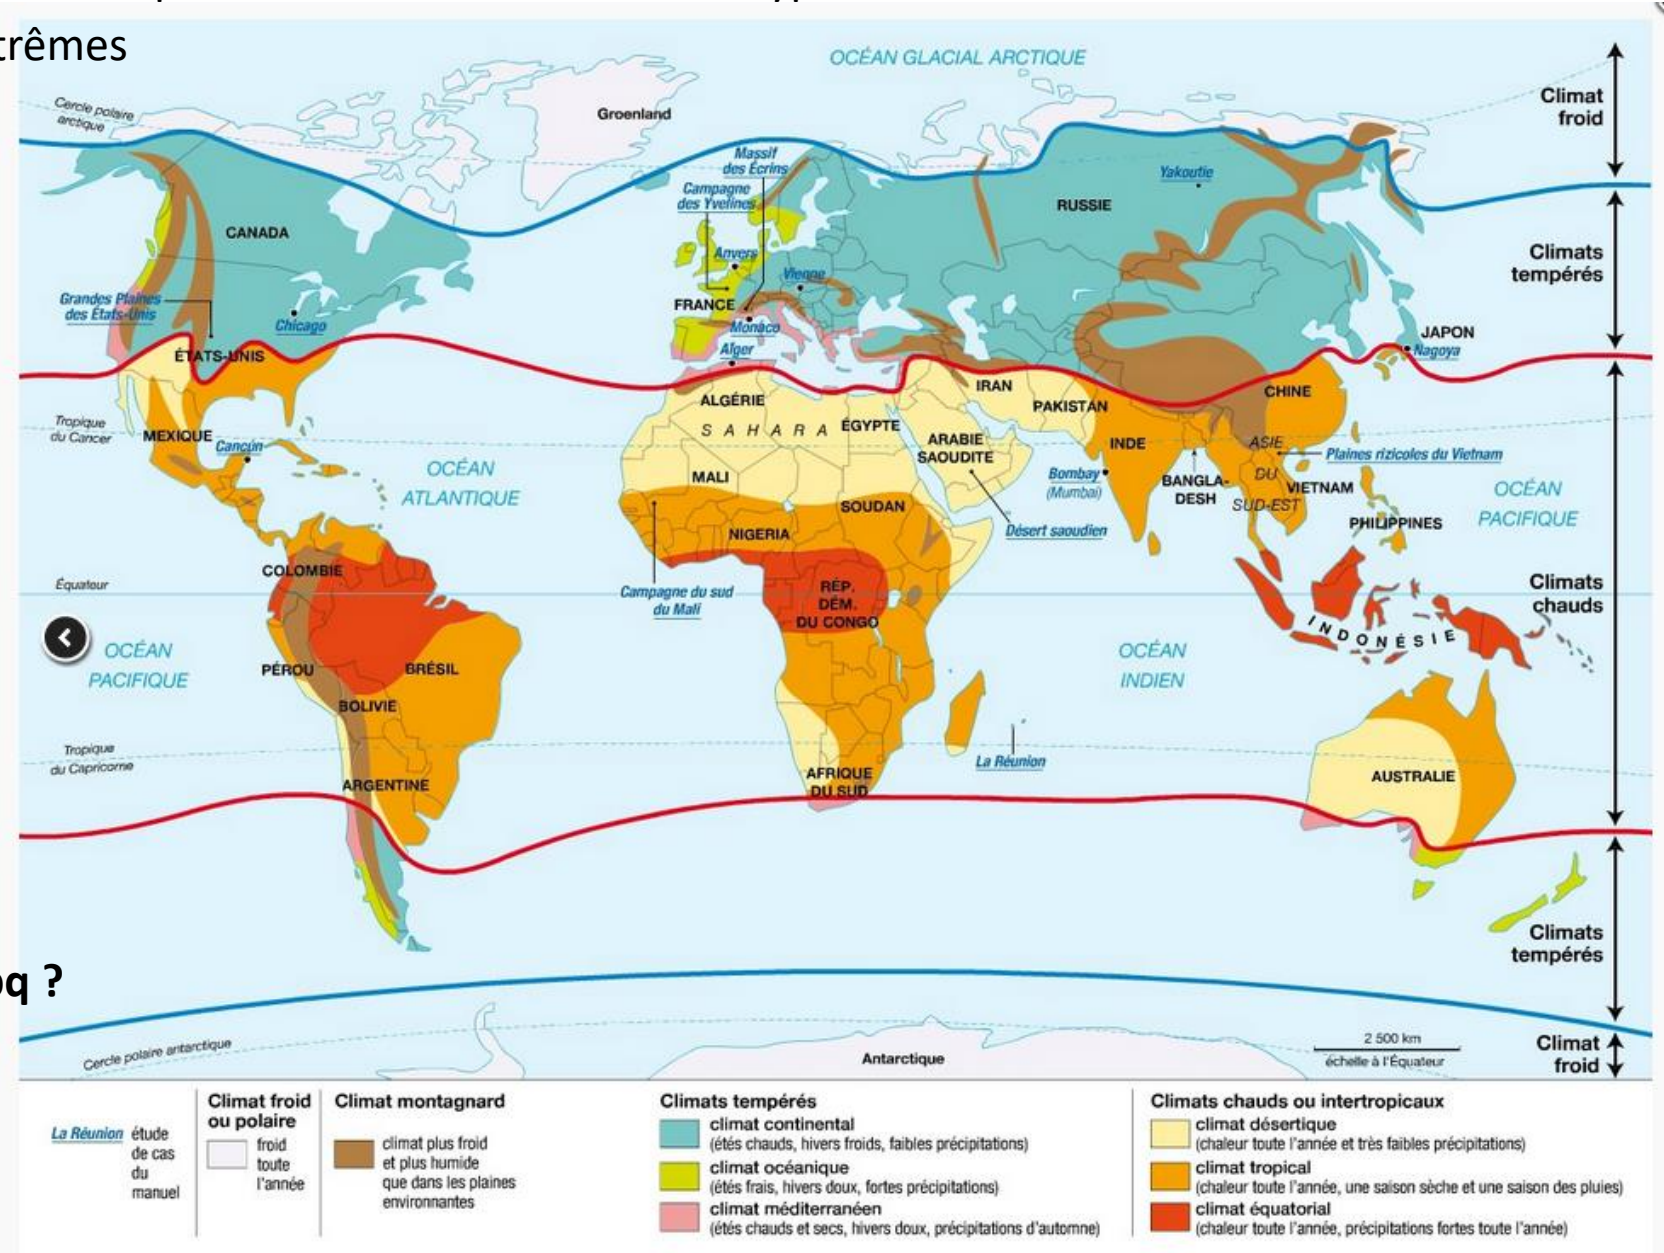 trêmes
OCÉAN GLACIAL ARCTIQUE
Cercle polaire
arctique
Groenland
Climat
froid
Massif
des Écrins
Campagne
des Yvelines
Yakoutie
RUSSIE
CANADA
Anvers
Vienne
Climats
tempérés
Grandes Plaines
des États-Unis
FRANCE
Chicago
Monaco
JAPON
Nagoya
ÉTATS-UNIS
Alger
IRAN
CHINE
ALGÉRIE
PAKISTAN
Tropique
du Cancer
MEXIQUE
SAHARA
ÉGYPTE
Cancún
ARABIE
SAOUDITE
INDE
ASIE
DU
SUD-EST
Plaines rizicoles du Vietnam
OCÉAN
ATLANTIQUE
MALI
Bombay
(Mumbai)
BANGLA-
DESH
VIETNAM
OCÉAN
PACIFIQUE
SOUDAN
PHILIPPINES
NIGERIA
Désert saoudien
COLOMBIE
Équateur
Campagne du sud
du Mali
RÉP.
DÉM.
DU CONGO
Climats
chauds
INDONÉSIE
OCÉAN
PACIFIQUE
PÉROU
BRÉSIL
OCÉAN
INDIEN
BOLIVIE
Tropique
du Capricorne
La Réunion
AFRIQUE
DU SUD
ARGENTINE
AUSTRALIE
Climats
tempérés
q ?
Cercle polaire antarctique
Antarctique
2 500 km
échelle à l'Équateur
Climat
froid
La Réunion étude
de cas
du
manuel
Climat froid
ou polaire
froid
toute
l'année
Climat montagnard
climat plus froid
et plus humide
que dans les plaines
environnantes
Climats tempérés
climat continental
(étés chauds, hivers froids, faibles précipitations)
climat océanique
(étés frais, hivers doux, fortes précipitations)
climat méditerranéen
(étés chauds et secs, hivers doux, précipitations d'automne)
Climats chauds ou intertropicaux
climat désertique
(chaleur toute l'année et très faibles précipitations)
climat tropical
(chaleur toute l'année, une saison sèche et une saison des pluies)
climat équatorial
(chaleur toute l'année, précipitations fortes toute l'année)